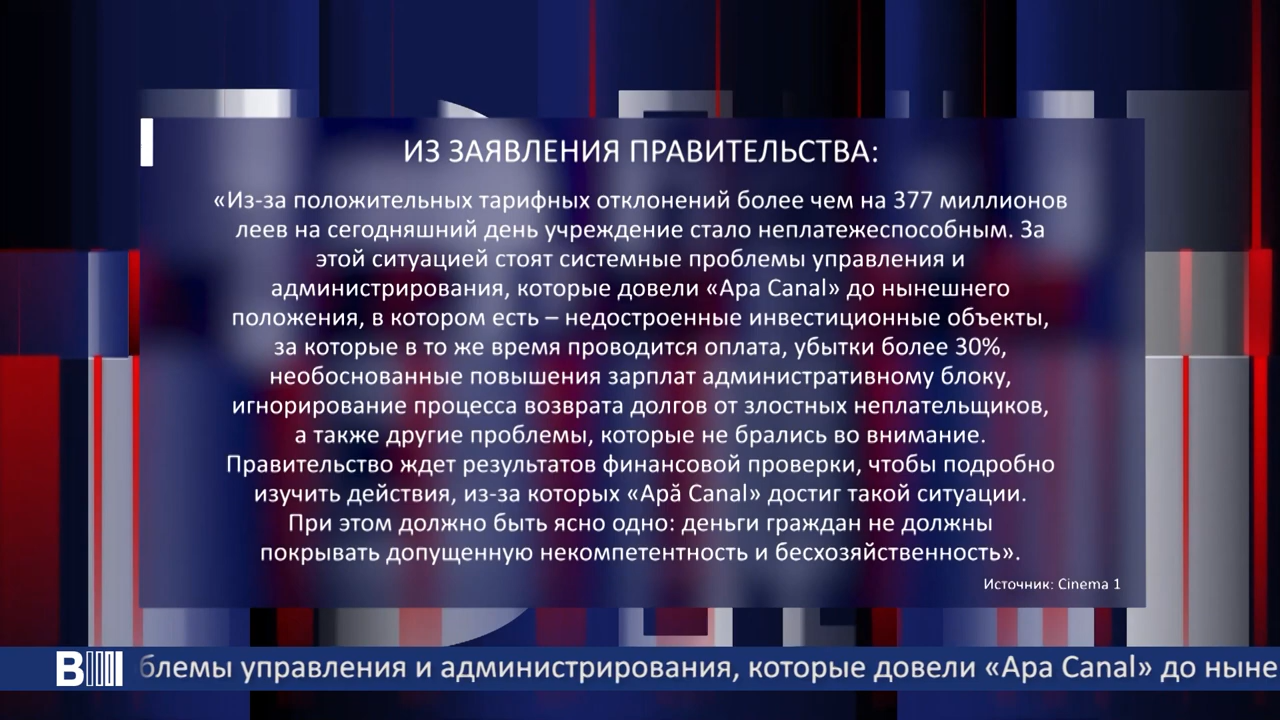 ИЗ ЗАЯВЛЕНИЯ ПРАВИТЕЛЬСТВА:
«Из-за положительных тарифных отклонений более чем на 377 миллионов
леев на сегодняшний день учреждение стало неплатежеспособным. За
этой ситуацией стоят системные проблемы управления и
администрирования, которые довели «Apa Canal» до нынешнего
положения, в котором есть – недостроенные инвестиционные объекты,
за которые в то же время проводится оплата, убытки более 30%,
необоснованные повышения зарплат административному блоку,
игнорирование процесса возврата долгов от злостных неплательщиков,
а также другие проблемы, которые не брались во внимание.
Правительство ждет результатов финансовой проверки, чтобы подробно
изучить действия, из-за которых «Apă Canal» достиг такой ситуации.
При этом должно быть ясно одно: деньги граждан не должны
покрывать допущенную некомпетентность и бесхозяйственность».
Источник: Cinema 1
блемы управления и администрирования, которые довели «Apa Canal» до ныне